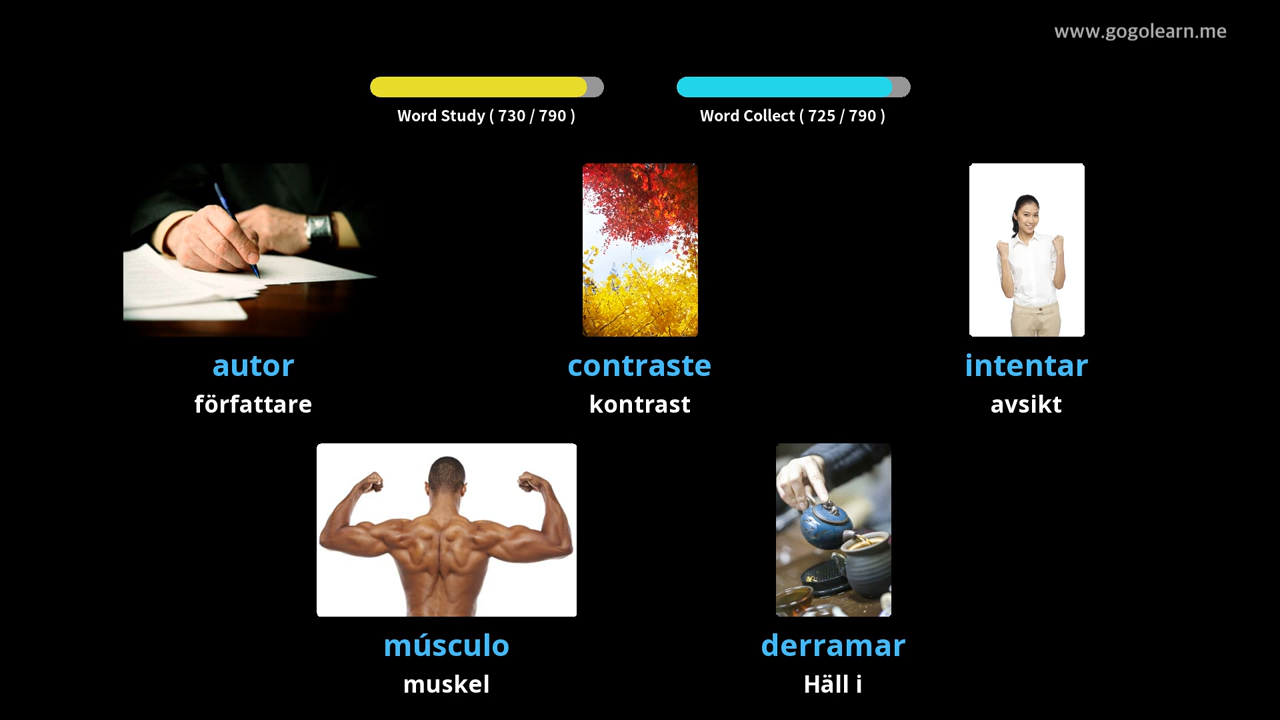 www.gogolearn.me
Word Study ( 730 / 790 )
Word Collect ( 725 / 790 )
autor
författare
contraste
kontrast
intentar
avsikt
músculo
muskel
derramar
Häll i